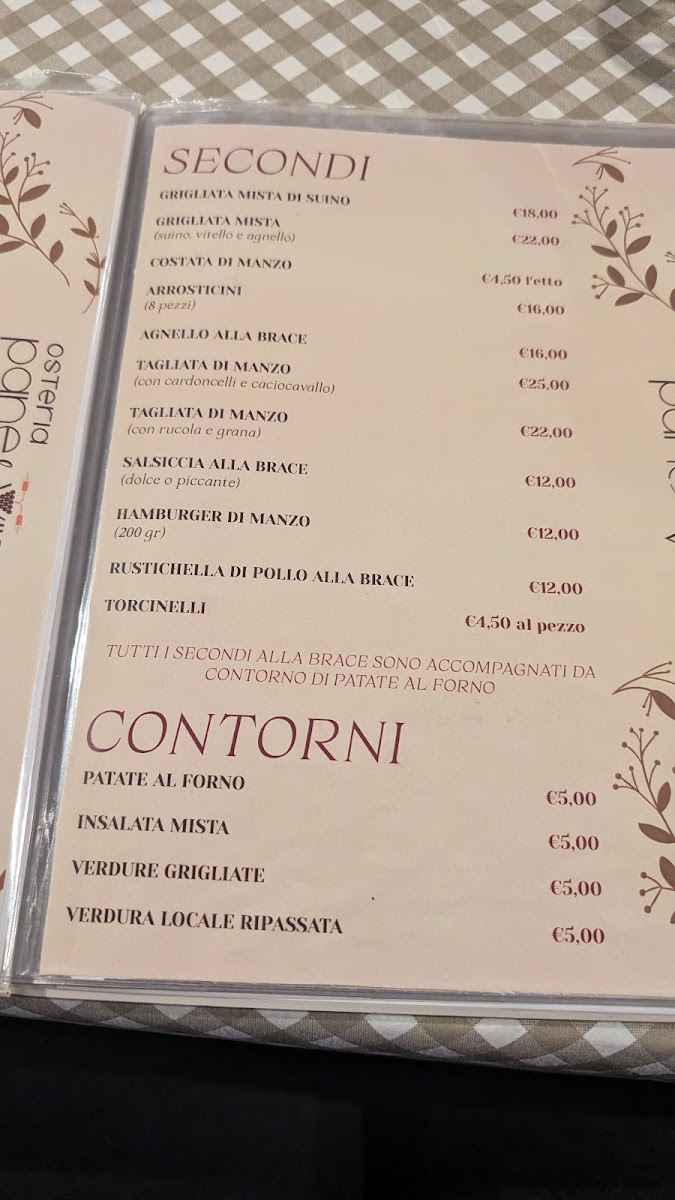 SECONDI
GRIGLIATA MISTA DI SUINO €18,00
GRIGLIATA MISTA €22,00
(suino, vitello e agnello)
COSTATA DI MANZO €4,50 l'etto
ARROSTICINI €16,00
(8 pezzi)
AGNELLO ALLA BRACE €16,00
TAGLIATA DI MANZO €25,00
(con cardoncelli e caciocavallo)
TAGLIATA DI MANZO €22,00
(con rucola e grana)
SALSICCIA ALLA BRACE €12,00
(dolce o piccante)
HAMBURGER DI MANZO €12,00
(200 gr)
RUSTICHELLA DI POLLO ALLA BRACE €12,00
TORCINELLI €4,50 al pezzo
TUTTI I SECONDI ALLA BRACE SONO ACCOMPAGNATI DA
CONTORNO DI PATATE AL FORNO
CONTORNI
PATATE AL FORNO €5,00
INSALATA MISTA €5,00
VERDURE GRIGLIATE €5,00
VERDURA LOCALE RIPASSATA €5,00
osteria
pane